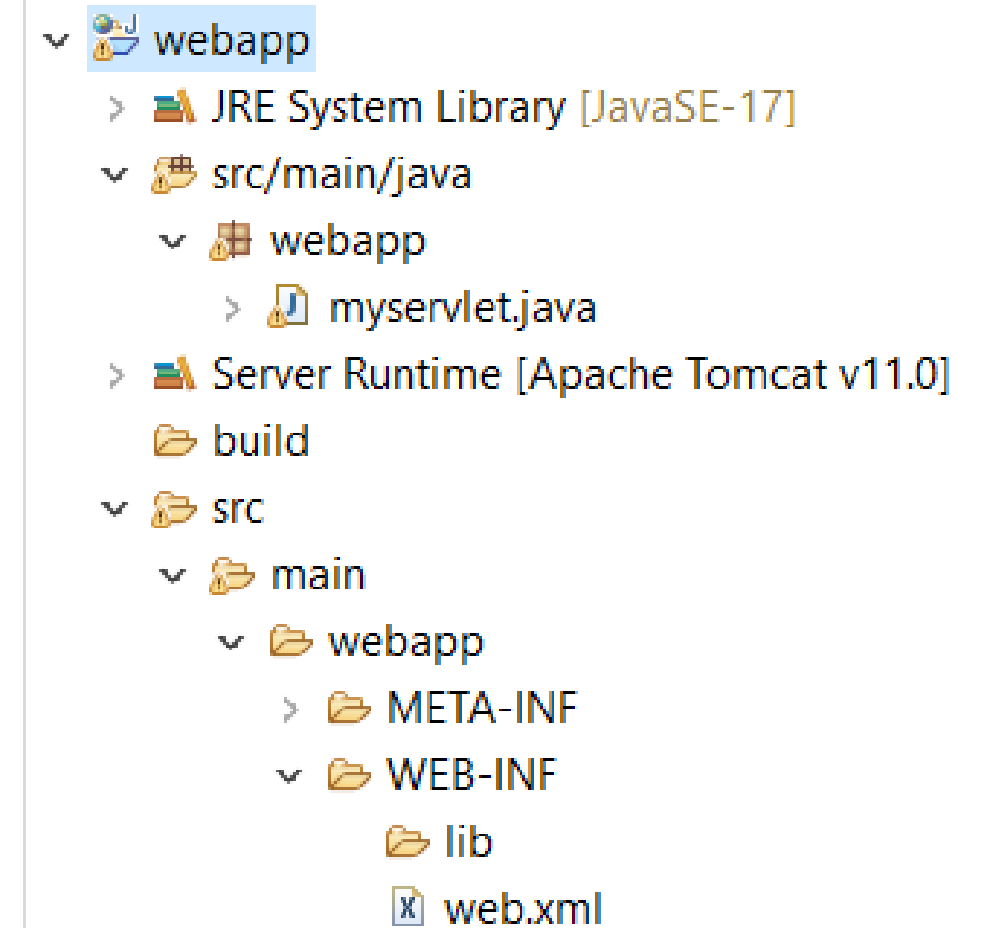 webapp
JRE System Library [JavaSE-17]
src/main/java
webapp
myservlet.java
Server Runtime [Apache Tomcat v11.0]
build
src
main
webapp
META-INF
WEB-INF
lib
web.xml